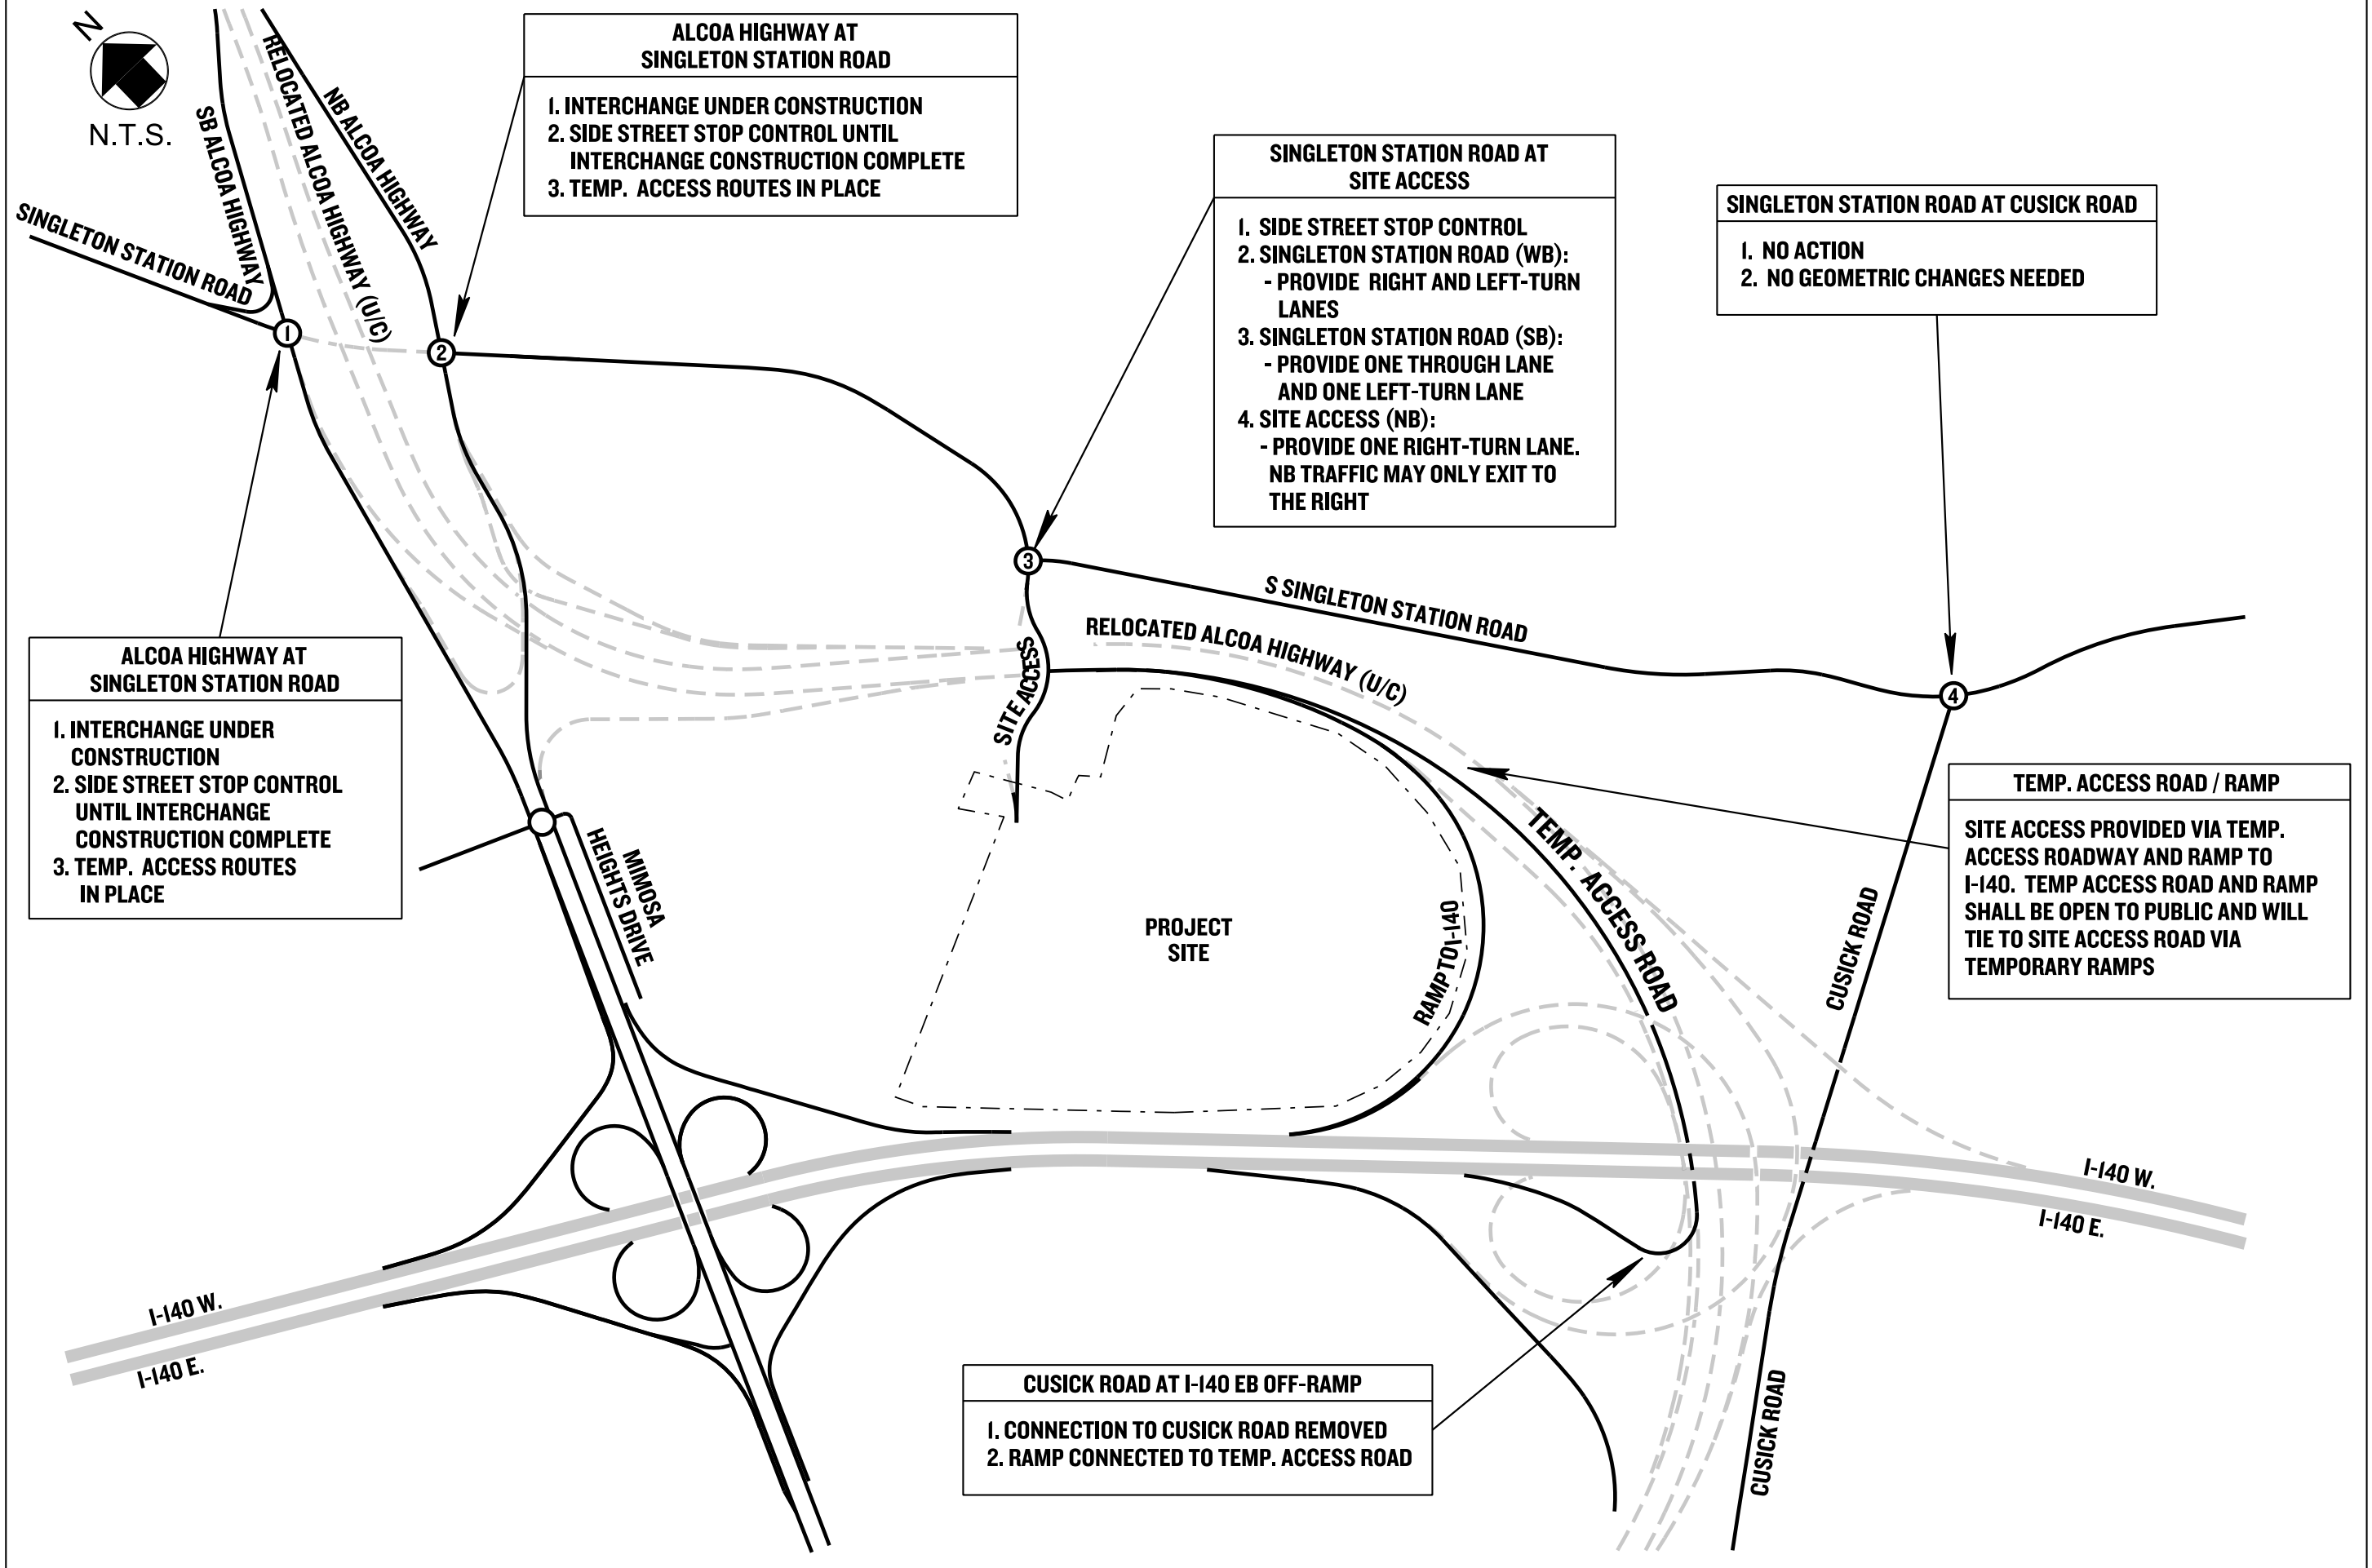 N
N.T.S.
SB ALCOA HIGHWAY
RELOCATED ALCOA HIGHWAY (U/C)
NB ALCOA HIGHWAY
SINGLETON STATION ROAD
1
2
ALCOA HIGHWAY AT
SINGLETON STATION ROAD
1. INTERCHANGE UNDER CONSTRUCTION
2. SIDE STREET STOP CONTROL UNTIL
INTERCHANGE CONSTRUCTION COMPLETE
3. TEMP. ACCESS ROUTES IN PLACE
SINGLETON STATION ROAD AT
SITE ACCESS
1. SIDE STREET STOP CONTROL
2. SINGLETON STATION ROAD (WB):
- PROVIDE RIGHT AND LEFT-TURN
LANES
3. SINGLETON STATION ROAD (SB):
- PROVIDE ONE THROUGH LANE
AND ONE LEFT-TURN LANE
4. SITE ACCESS (NB):
- PROVIDE ONE RIGHT-TURN LANE.
NB TRAFFIC MAY ONLY EXIT TO
THE RIGHT
SINGLETON STATION ROAD AT CUSICK ROAD
1. NO ACTION
2. NO GEOMETRIC CHANGES NEEDED
3
S SINGLETON STATION ROAD
RELOCATED ALCOA HIGHWAY (U/C)
SITE ACCESS
4
ALCOA HIGHWAY AT
SINGLETON STATION ROAD
1. INTERCHANGE UNDER
CONSTRUCTION
2. SIDE STREET STOP CONTROL
UNTIL INTERCHANGE
CONSTRUCTION COMPLETE
3. TEMP. ACCESS ROUTES
IN PLACE
MIMOSA
HEIGHTS DRIVE
PROJECT
SITE
RAMP TO I-140
TEMP. ACCESS ROAD
CUSICK ROAD
TEMP. ACCESS ROAD / RAMP
SITE ACCESS PROVIDED VIA TEMP.
ACCESS ROADWAY AND RAMP TO
I-140. TEMP ACCESS ROAD AND RAMP
SHALL BE OPEN TO PUBLIC AND WILL
TIE TO SITE ACCESS ROAD VIA
TEMPORARY RAMPS
I-140 W.
I-140 E.
I-140 W.
I-140 E.
CUSICK ROAD AT I-140 EB OFF-RAMP
1. CONNECTION TO CUSICK ROAD REMOVED
2. RAMP CONNECTED TO TEMP. ACCESS ROAD
CUSICK ROAD